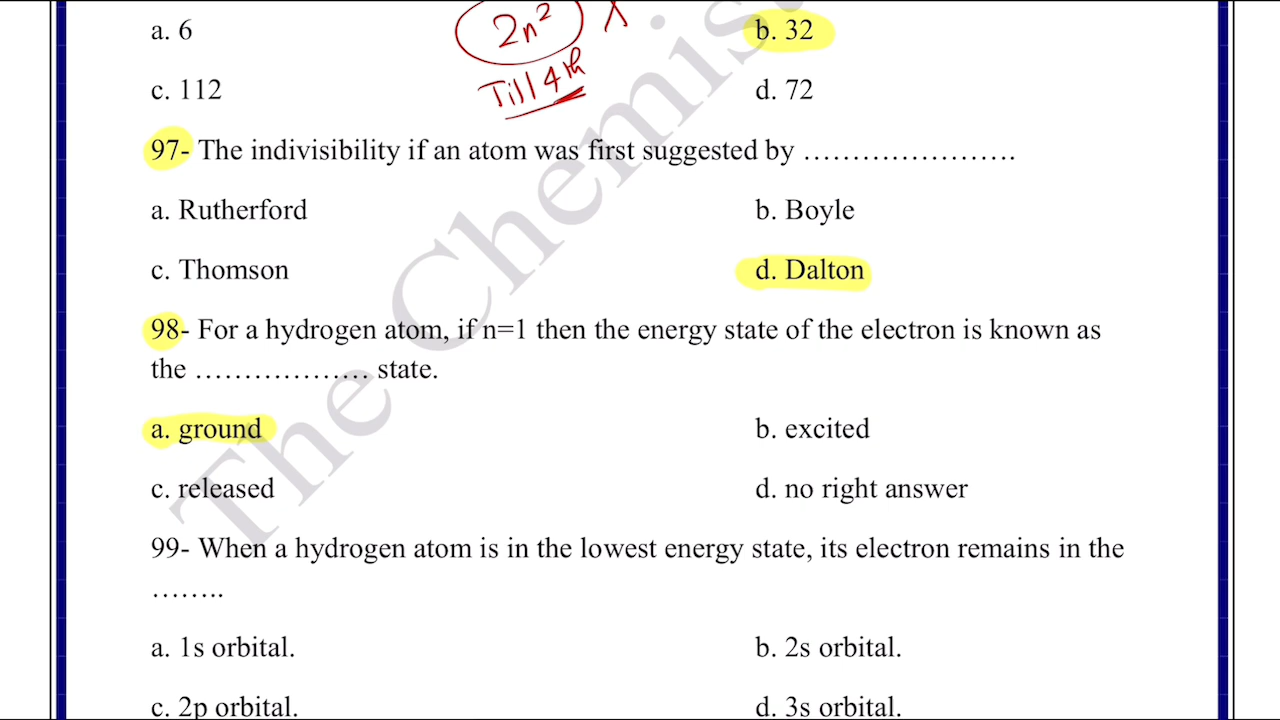 a. 6
2n²
b. 32
Till 4th
c. 112
d. 72
97- The indivisibility if an atom was first suggested by ......................
a. Rutherford
b. Boyle
c. Thomson
d. Dalton
98- For a hydrogen atom, if n=1 then the energy state of the electron is known as
the .................. state.
a. ground
b. excited
c. released
d. no right answer
99- When a hydrogen atom is in the lowest energy state, its electron remains in the
........
a. 1s orbital.
b. 2s orbital.
c. 2p orbital.
d. 3s orbital.
The Chemis